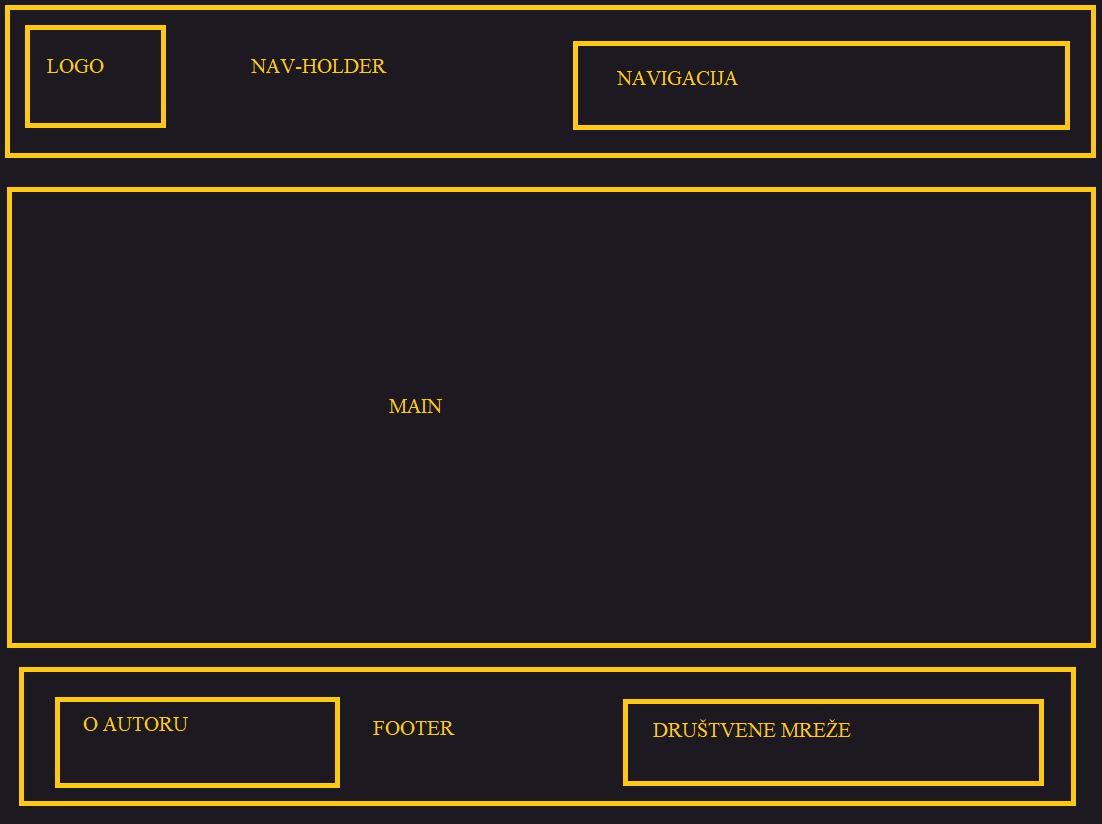 LOGO
NAV-HOLDER
NAVIGACIJA
MAIN
O AUTORU
FOOTER
DRUŠTVENE MREŽE